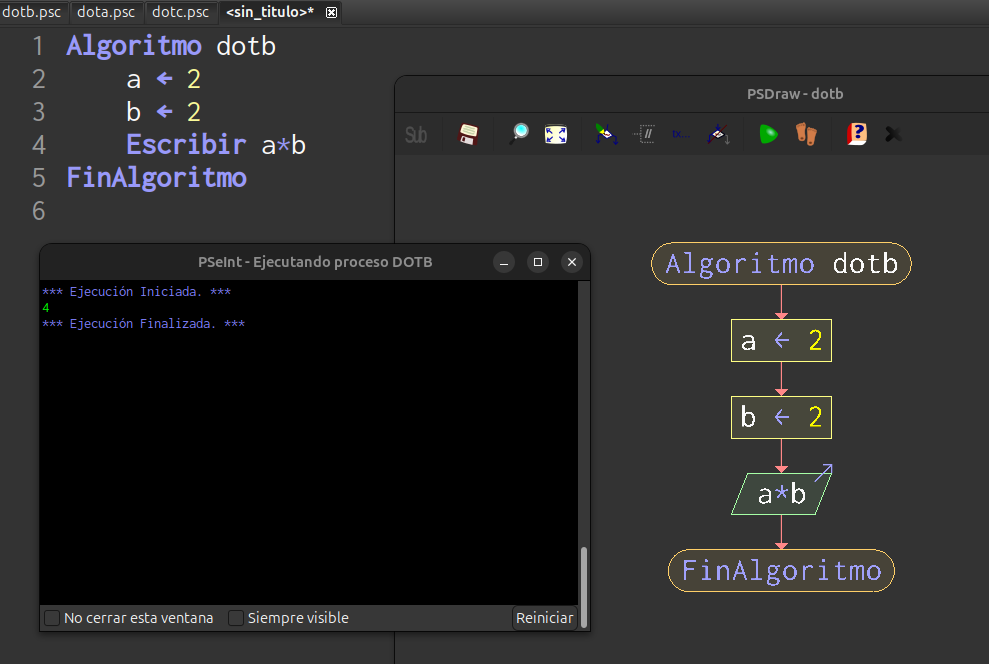 dotb.psc dota.psc dotc.psc <sin_titulo>*
1 Algoritmo dotb
2 a ← 2
3 b ← 2
4 Escribir a*b
5 FinAlgoritmo
6
PSDraw - dotb
Sub // tx...
Algoritmo dotb
a ← 2
b ← 2
a*b
FinAlgoritmo
PSeInt - Ejecutando proceso DOTB
*** Ejecución Iniciada. ***
4
*** Ejecución Finalizada. ***
No cerrar esta ventana Siempre visible Reiniciar